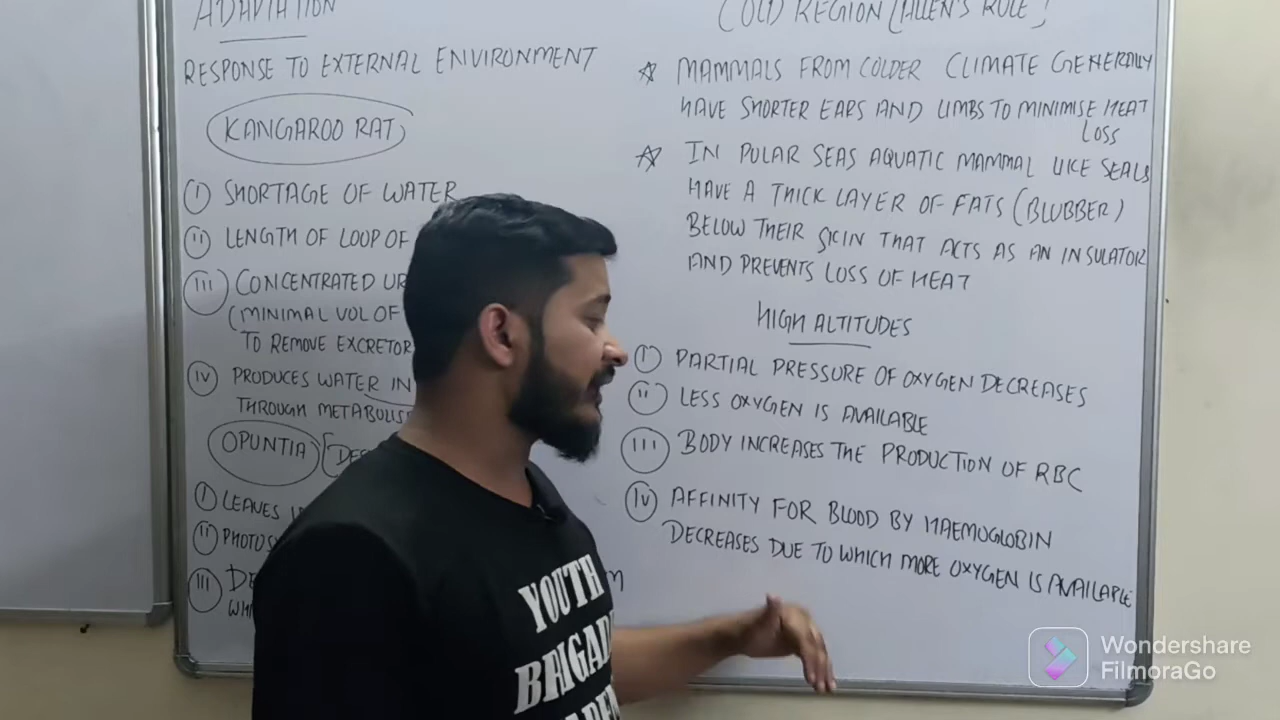 ADAPTATION
RESPONSE TO EXTERNAL ENVIRONMENT
KANGAROO RAT
(I) SHORTAGE OF WATER
(II) LENGTH OF LOOP OF
(III) CONCENTRATED UR
(MINIMAL VOL OF
TO REMOVE EXCRETOR
(IV) PRODUCES WATER IN
THROUGH METABOLIS
OPUNTIA
(I) LEAVES
(II) PHOTOS
(III) DE
WH
COLD REGION (ALLEN'S RULE)
☆ MAMMALS FROM COLDER CLIMATE GENERALLY
HAVE SHORTER EARS AND LIMBS TO MINIMISE HEAT
LOSS
☆ IN POLAR SEAS AQUATIC MAMMAL LIKE SEALS
HAVE A THICK LAYER OF FATS (BLUBBER)
BELOW THEIR SKIN THAT ACTS AS AN INSULATOR
AND PREVENTS LOSS OF HEAT
HIGH ALTITUDES
(I) PARTIAL PRESSURE OF OXYGEN DECREASES
(II) LESS OXYGEN IS AVAILABLE
(III) BODY INCREASES THE PRODUCTION OF RBC
(IV) AFFINITY FOR BLOOD BY HAEMOGLOBIN
DECREASES DUE TO WHICH MORE OXYGEN IS AVAILABLE
YOUTH
BRIGAD
Wondershare
FilmoraGo